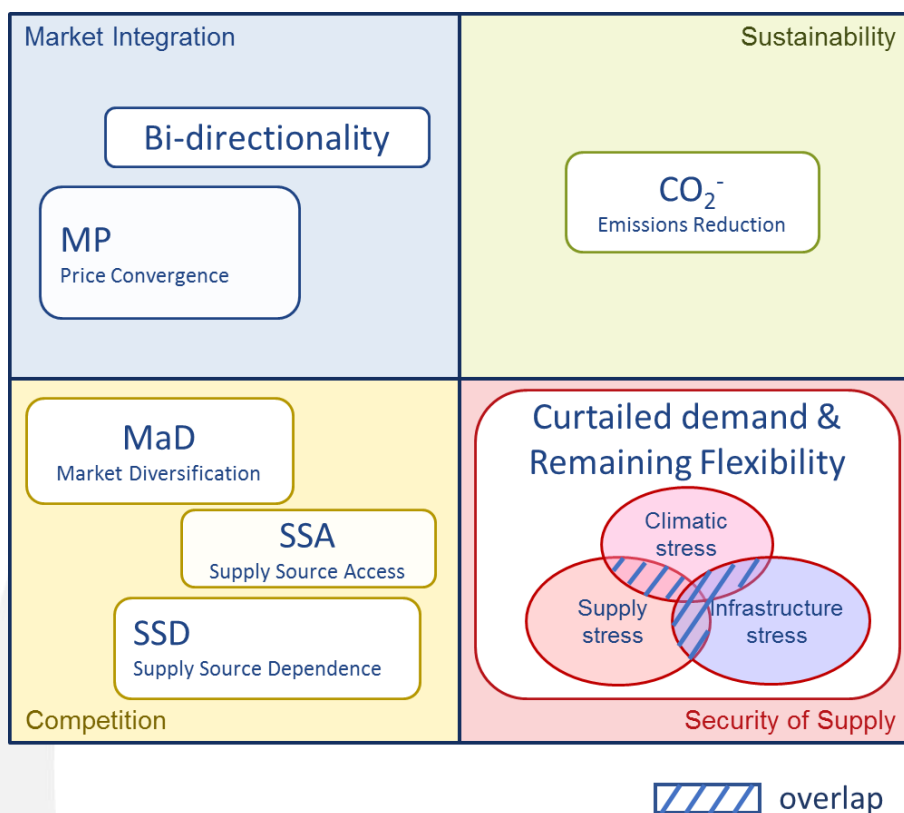 Market Integration
Bi-directionality
MP
Price Convergence
Sustainability
CO₂⁻
Emissions Reduction
MaD
Market Diversification
SSA
Supply Source Access
SSD
Supply Source Dependence
Competition
Curtailed demand &
Remaining Flexibility
Climatic
stress
Supply
stress
Infrastructure
stress
Security of Supply
overlap